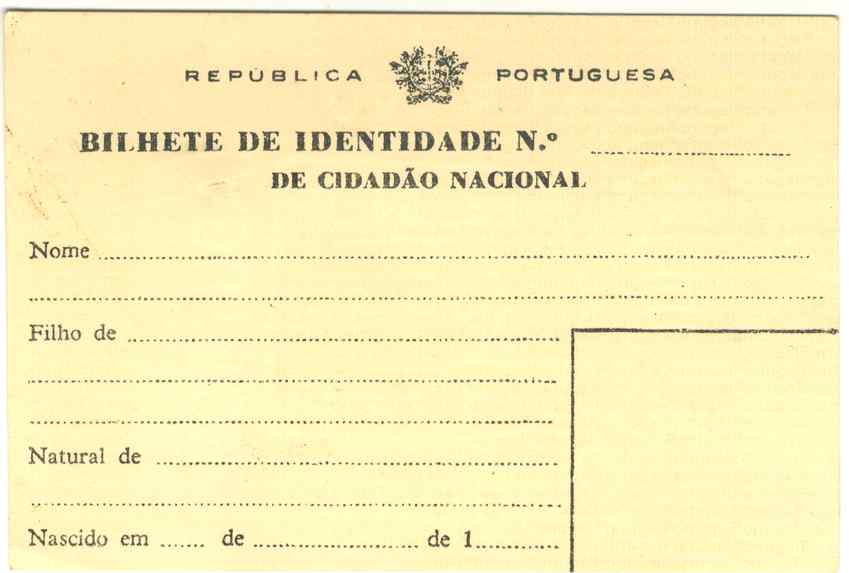 REPÚBLICA PORTUGUESA
BILHETE DE IDENTIDADE N.º
DE CIDADÃO NACIONAL
Nome
Filho de
Natural de
Nascido em ...... de ...................... de 1...........